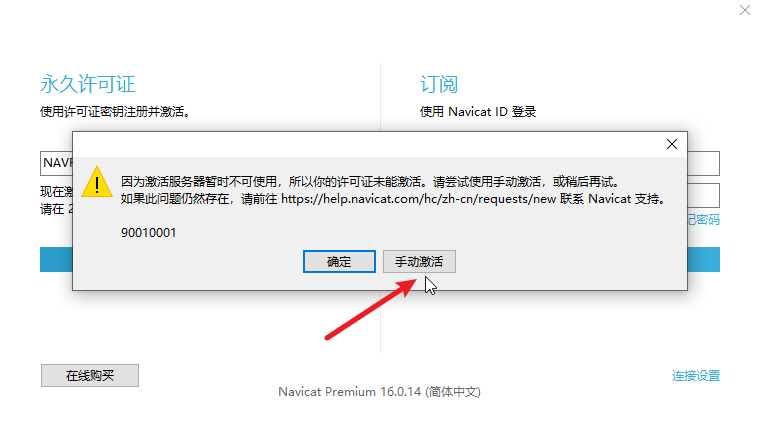 永久许可证
使用许可证密钥注册并激活。
订阅
使用 Navicat ID 登录
现在激
请在 2
因为激活服务器暂时不可使用，所以你的许可证未能激活。请尝试使用手动激活，或稍后再试。
如果此问题仍然存在，请前往 https://help.navicat.com/hc/zh-cn/requests/new 联系 Navicat 支持。
90010001
确定
手动激活
记密码
在线购买
连接设置
Navicat Premium 16.0.14 (简体中文)